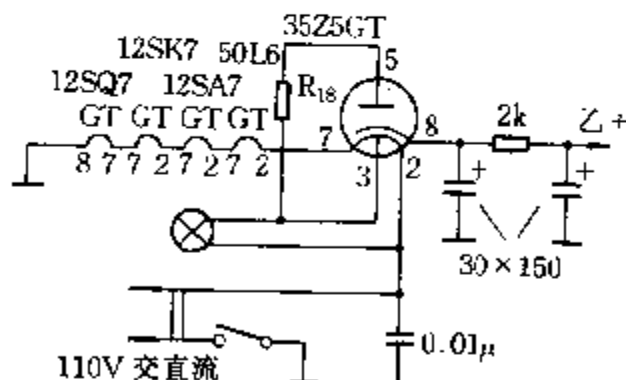 35Z5GT
12SK7 50L6
5
12SQ7 12SA7
R18
GT GT GT GT
2k
乙+
7
8
8 7 7 2 7 2 7 2
3
2
+
+
30×150
0.01μ
110V 交直流